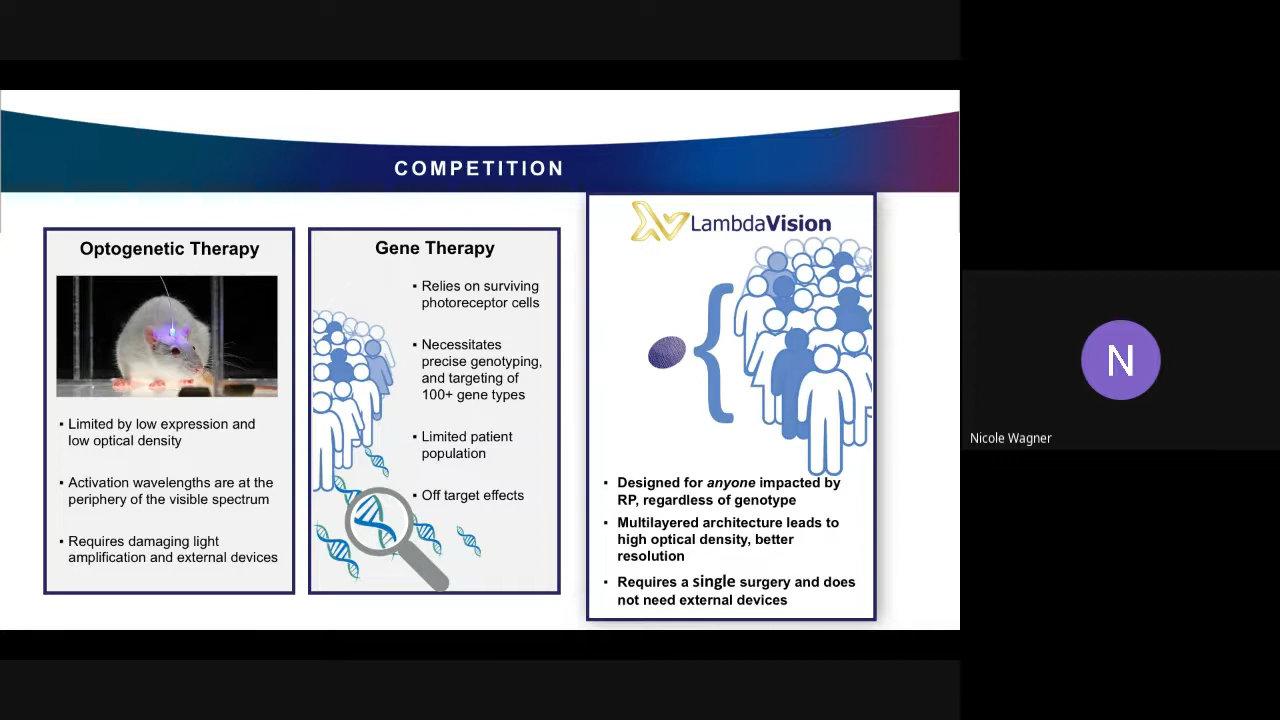 COMPETITION
Optogenetic Therapy
▪ Limited by low expression and
low optical density
▪ Activation wavelengths are at the
periphery of the visible spectrum
▪ Requires damaging light
amplification and external devices
Gene Therapy
▪ Relies on surviving
photoreceptor cells
▪ Necessitates
precise genotyping,
and targeting of
100+ gene types
▪ Limited patient
population
▪ Off target effects
LambdaVision
▪ Designed for anyone impacted by
RP, regardless of genotype
▪ Multilayered architecture leads to
high optical density, better
resolution
▪ Requires a single surgery and does
not need external devices
N
Nicole Wagner